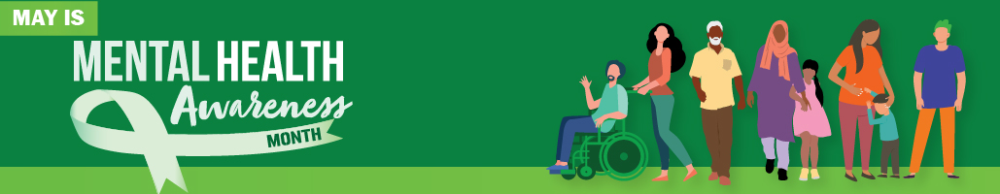 MAY IS
MENTAL HEALTH
Awareness
MONTH